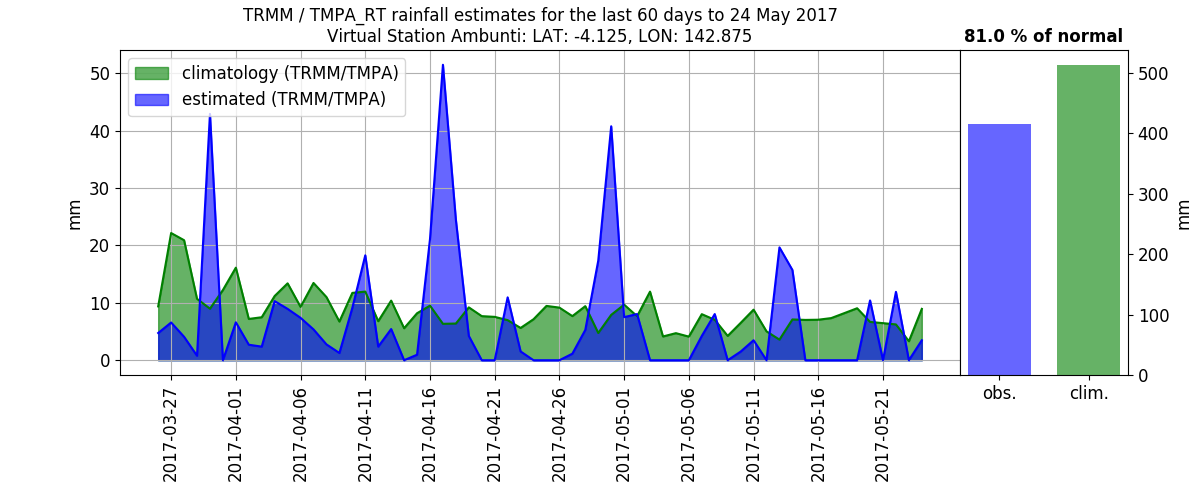 TRMM / TMPA_RT rainfall estimates for the last 60 days to 24 May 2017
Virtual Station Ambunti: LAT: -4.125, LON: 142.875
81.0 % of normal
climatology (TRMM/TMPA)
estimated (TRMM/TMPA)
50
40
30
20
10
0
mm
500
400
300
200
100
0
mm
2017-03-27
2017-04-01
2017-04-06
2017-04-11
2017-04-16
2017-04-21
2017-04-26
2017-05-01
2017-05-06
2017-05-11
2017-05-16
2017-05-21
obs.
clim.